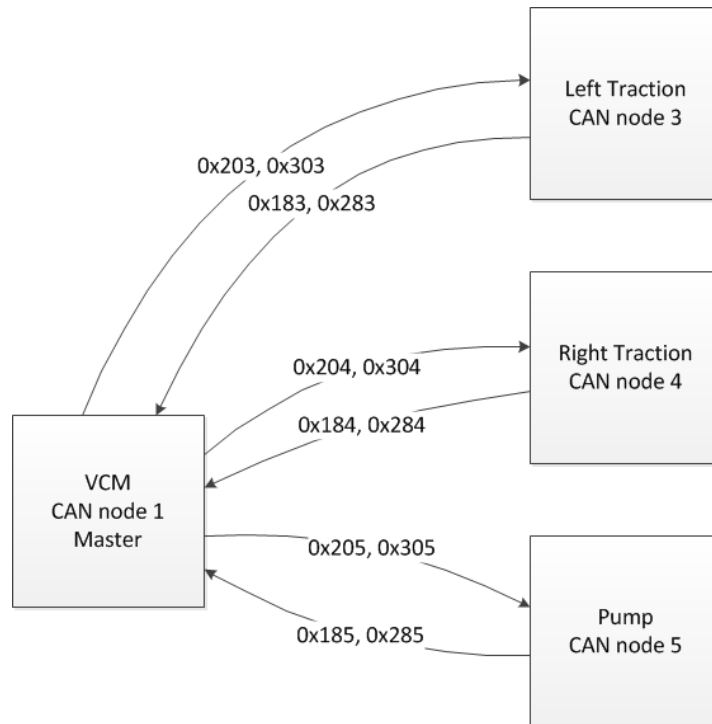 Left Traction
CAN node 3
0x203, 0x303
0x183, 0x283
Right Traction
CAN node 4
0x204, 0x304
0x184, 0x284
VCM
CAN node 1
Master
0x205, 0x305
0x185, 0x285
Pump
CAN node 5